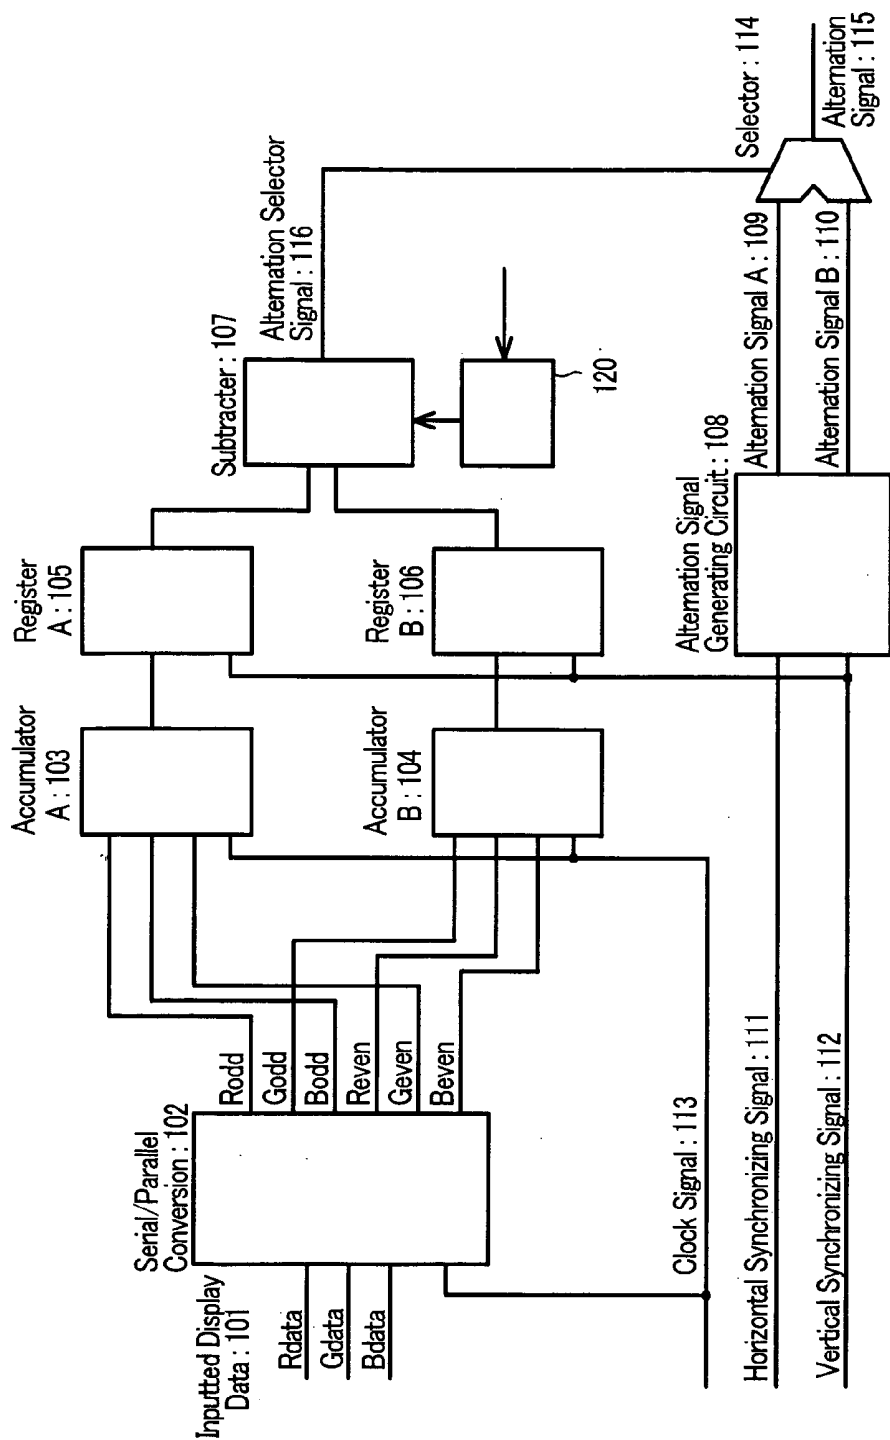 Inputted Display
Data : 101
Rdata
Gdata
Bdata
Serial/Parallel
Conversion : 102
Rodd
Godd
Bodd
Reven
Geven
Beven
Accumulator
A : 103
Accumulator
B : 104
Register
A : 105
Register
B : 106
Subtracter : 107
120
Alternation Selector
Signal : 116
Clock Signal : 113
Horizontal Synchronizing Signal : 111
Vertical Synchronizing Signal : 112
Alternation Signal
Generating Circuit : 108
Alternation Signal A : 109
Alternation Signal B : 110
Selector : 114
Alternation
Signal : 115